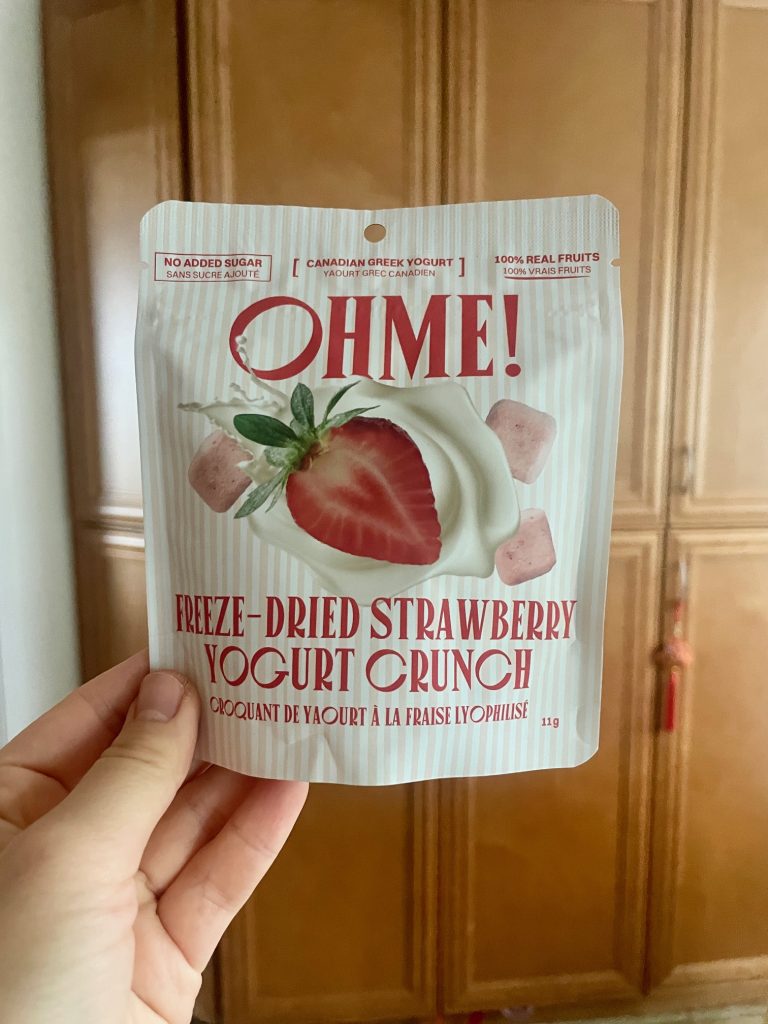 NO ADDED SUGAR
SANS SUCRE AJOUTÉ
[ CANADIAN GREEK YOGURT ]
YAOURT GREC CANADIEN
100% REAL FRUITS
100% VRAIS FRUITS
OHME!
FREEZE-DRIED STRAWBERRY
YOGURT CRUNCH
CROQUANT DE YAOURT À LA FRAISE LYOPHILISÉ
11g